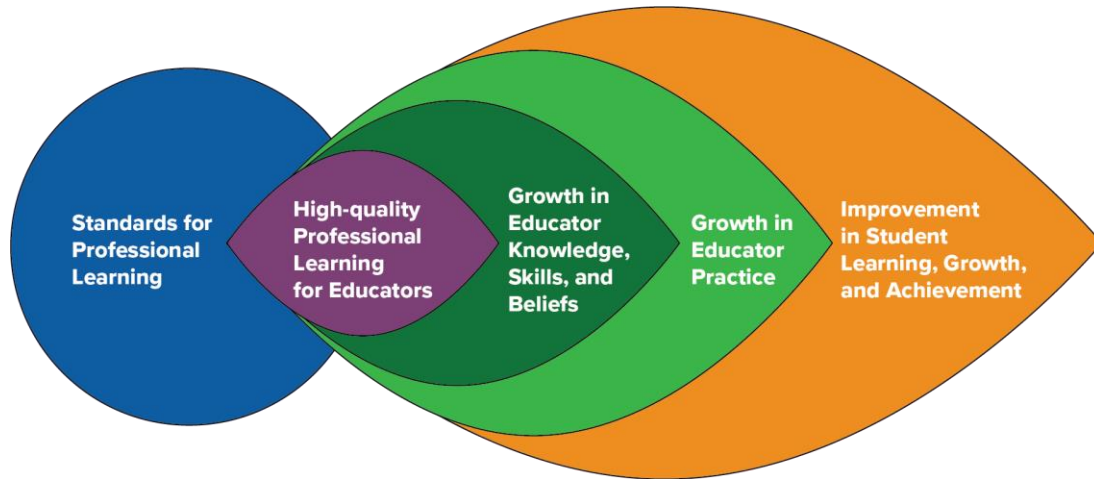 Standards for
Professional
Learning
High-quality
Professional
Learning
for Educators
Growth in
Educator
Knowledge,
Skills, and
Beliefs
Growth in
Educator
Practice
Improvement
in Student
Learning, Growth,
and Achievement